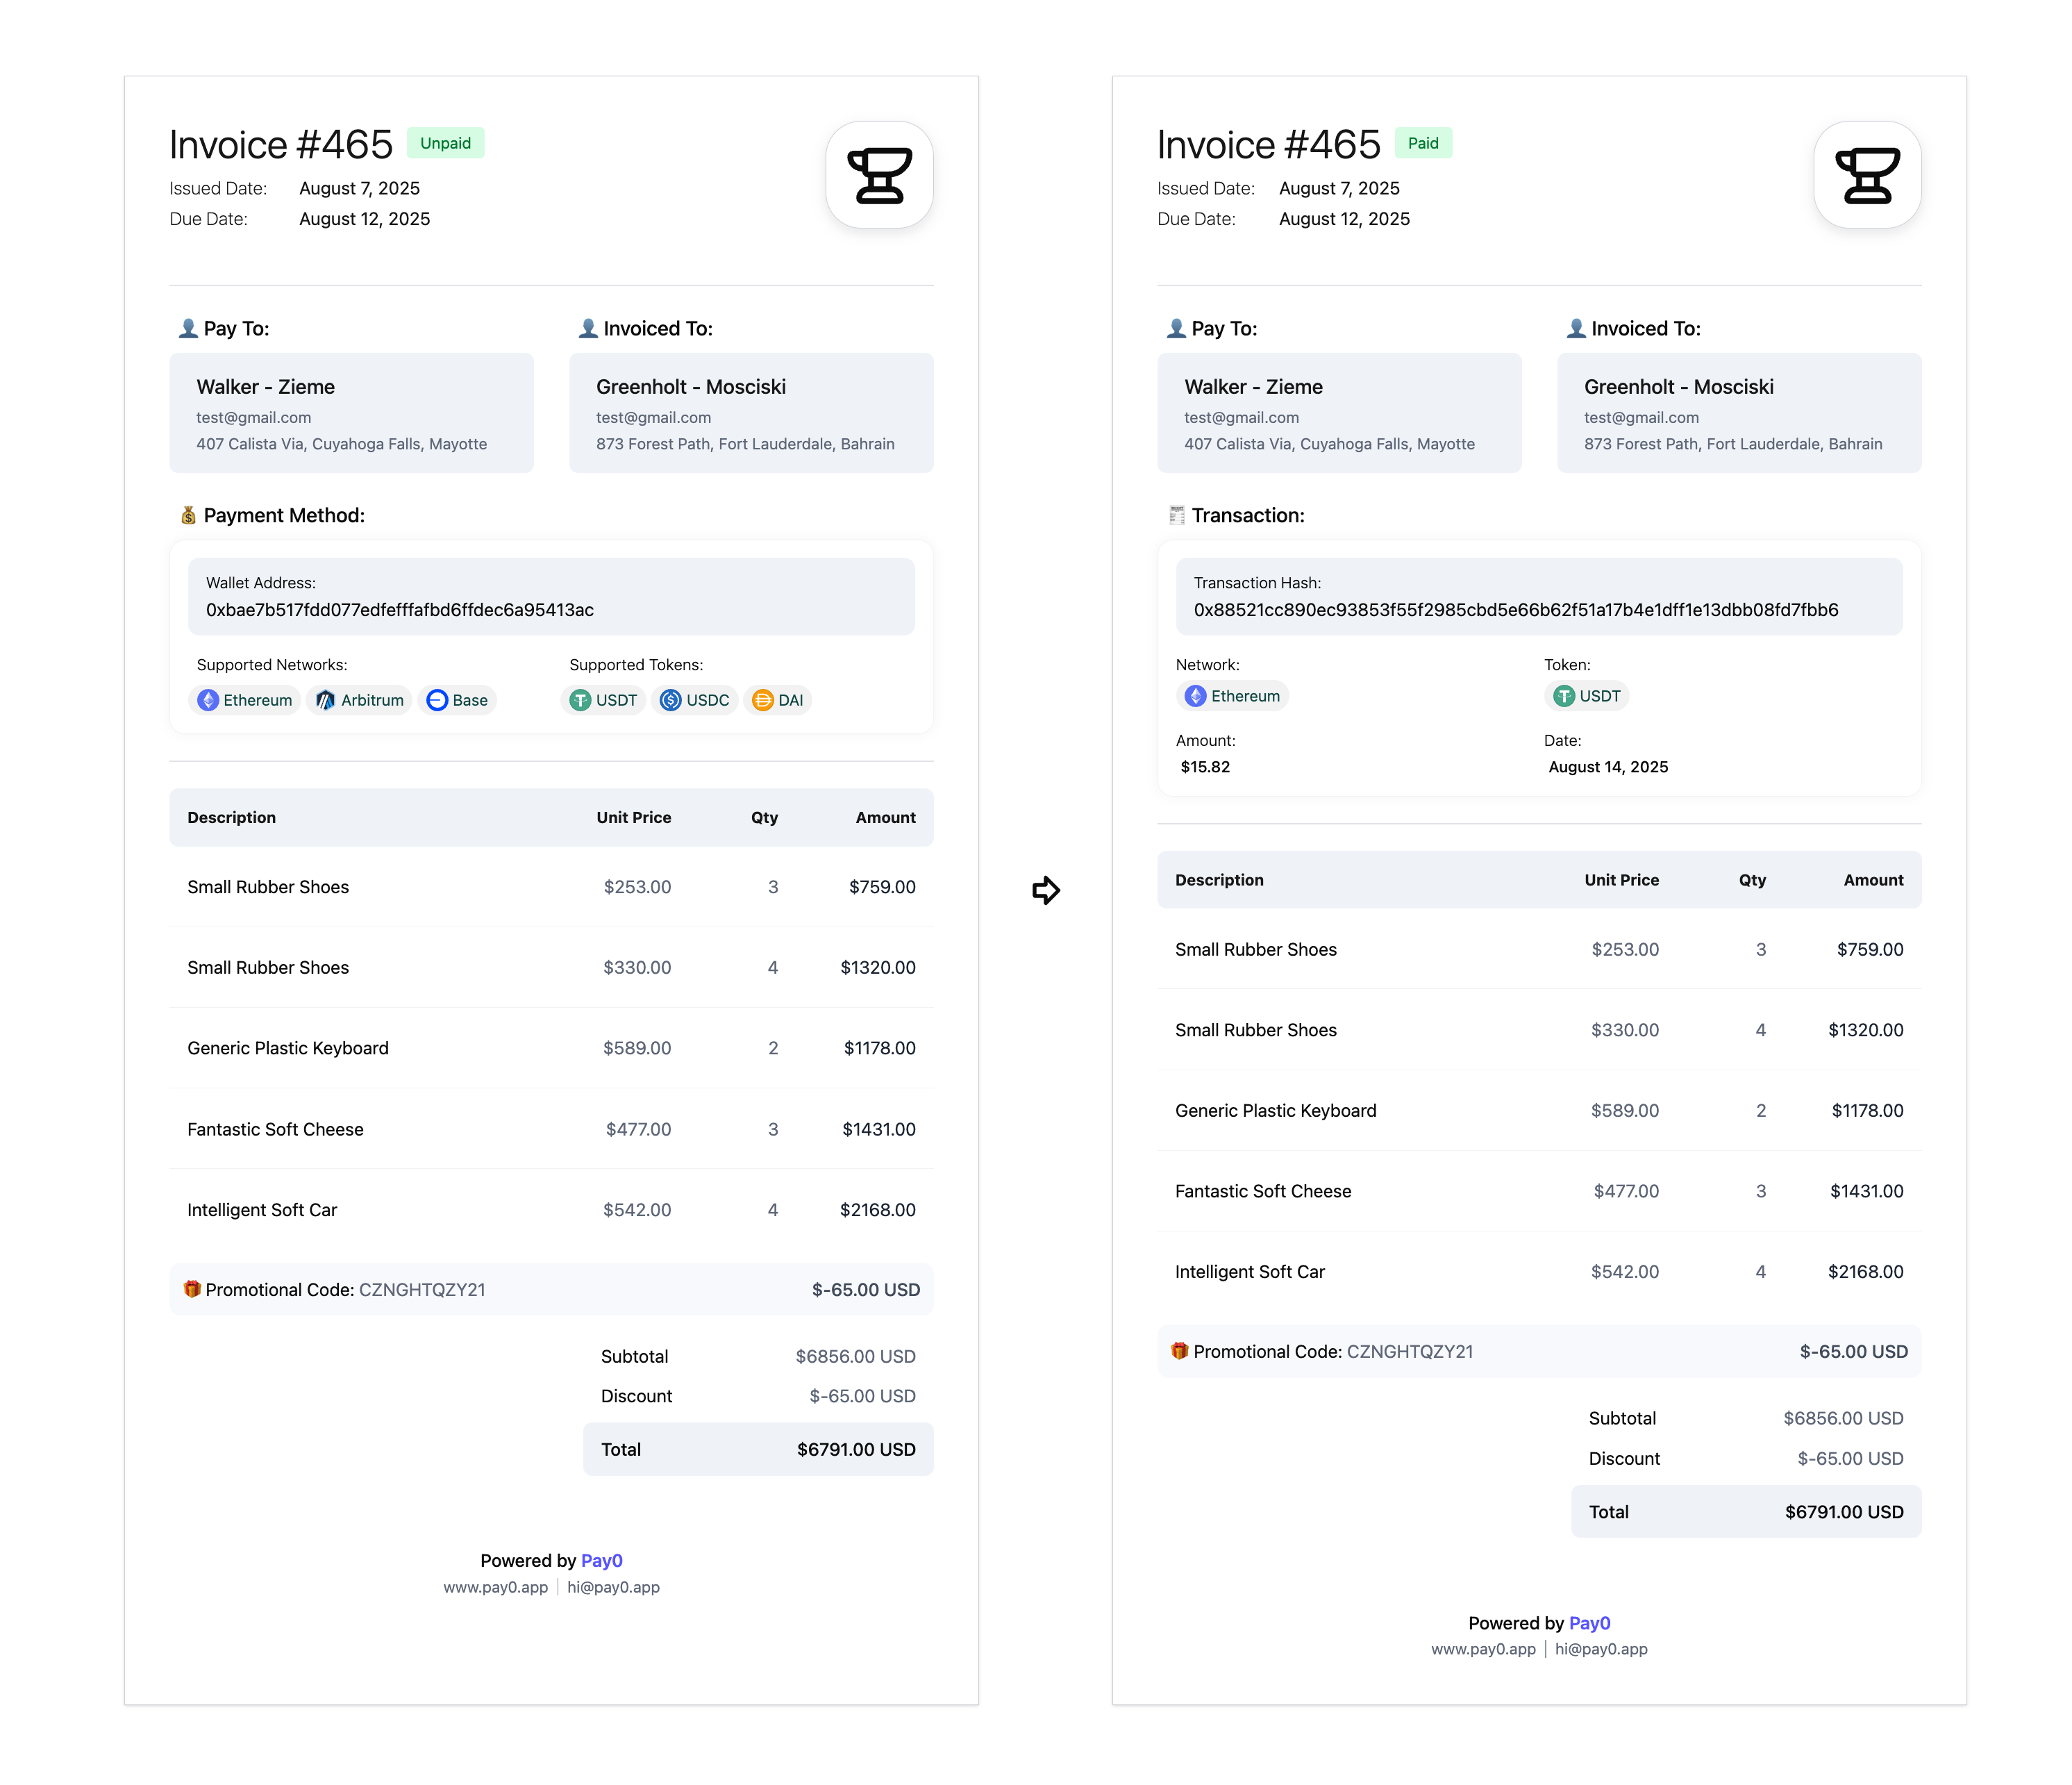 Invoice #465 Unpaid
Issued Date: August 7, 2025
Due Date: August 12, 2025
Pay To:
Walker - Zieme
test@gmail.com
407 Calista Via, Cuyahoga Falls, Mayotte
Invoiced To:
Greenholt - Mosciski
test@gmail.com
873 Forest Path, Fort Lauderdale, Bahrain
Payment Method:
Wallet Address:
0xbae7b517fdd077edfefffafbd6ffdec6a95413ac
Supported Networks:
Ethereum Arbitrum Base
Supported Tokens:
USDT USDC DAI
Description Unit Price Qty Amount
Small Rubber Shoes $253.00 3 $759.00
Small Rubber Shoes $330.00 4 $1320.00
Generic Plastic Keyboard $589.00 2 $1178.00
Fantastic Soft Cheese $477.00 3 $1431.00
Intelligent Soft Car $542.00 4 $2168.00
Promotional Code: CZNGHTQZY21 $-65.00 USD
Subtotal $6856.00 USD
Discount $-65.00 USD
Total $6791.00 USD
Powered by Pay0
www.pay0.app hi@pay0.app
Invoice #465 Paid
Issued Date: August 7, 2025
Due Date: August 12, 2025
Pay To:
Walker - Zieme
test@gmail.com
407 Calista Via, Cuyahoga Falls, Mayotte
Invoiced To:
Greenholt - Mosciski
test@gmail.com
873 Forest Path, Fort Lauderdale, Bahrain
Transaction:
Transaction Hash:
0x88521cc890ec93853f55f2985cbd5e66b62f51a17b4e1dff1e13dbb08fd7fbb6
Network:
Ethereum
Token:
USDT
Amount:
$15.82
Date:
August 14, 2025
Description Unit Price Qty Amount
Small Rubber Shoes $253.00 3 $759.00
Small Rubber Shoes $330.00 4 $1320.00
Generic Plastic Keyboard $589.00 2 $1178.00
Fantastic Soft Cheese $477.00 3 $1431.00
Intelligent Soft Car $542.00 4 $2168.00
Promotional Code: CZNGHTQZY21 $-65.00 USD
Subtotal $6856.00 USD
Discount $-65.00 USD
Total $6791.00 USD
Powered by Pay0
www.pay0.app hi@pay0.app